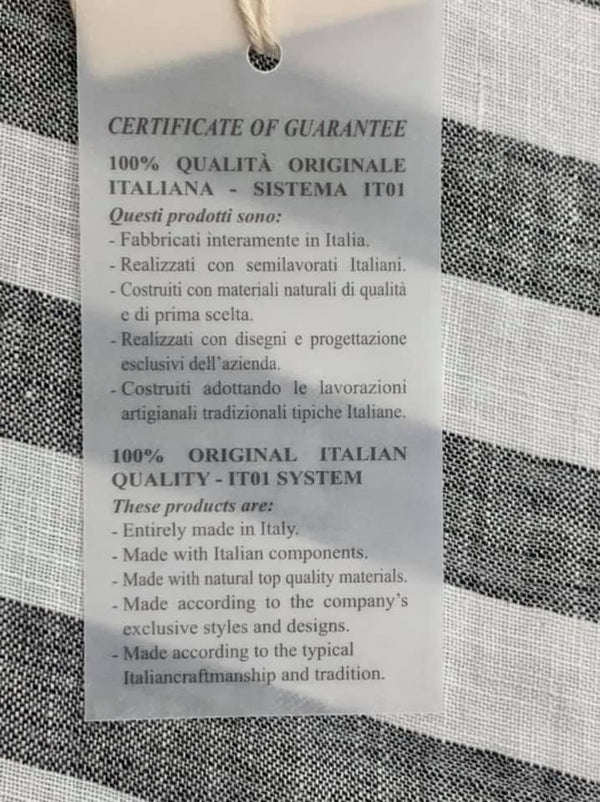 CERTIFICATE OF GUARANTEE
100% QUALITÀ ORIGINALE
ITALIANA - SISTEMA IT01
Questi prodotti sono:
- Fabbricati interamente in Italia.
- Realizzati con semilavorati Italiani.
- Costruiti con materiali naturali di qualità
e di prima scelta.
- Realizzati con disegni e progettazione
esclusivi dell'azienda.
- Costruiti adottando le lavorazioni
artigianali tradizionali tipiche Italiane.
100% ORIGINAL ITALIAN
QUALITY - IT01 SYSTEM
These products are:
- Entirely made in Italy.
- Made with Italian components.
- Made with natural top quality materials.
- Made according to the company's
exclusive styles and designs.
- Made according to the typical
Italiancraftmanship and tradition.